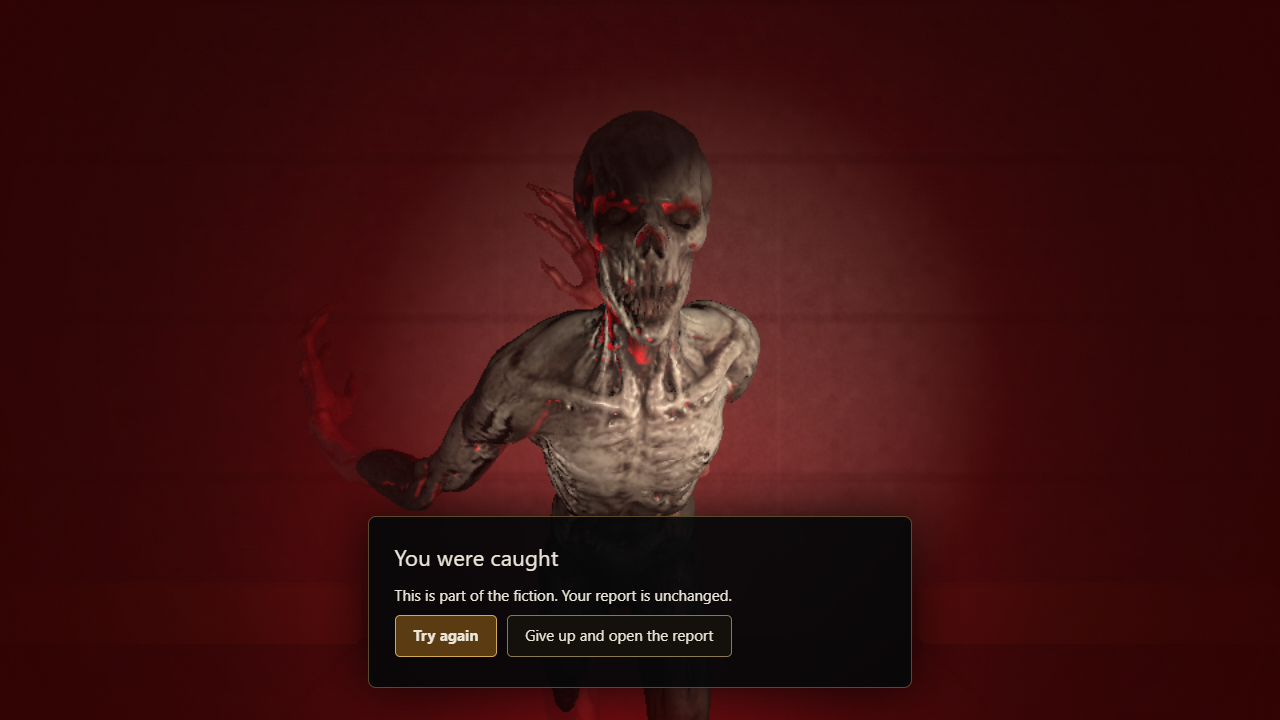 You were caught
This is part of the fiction. Your report is unchanged.
Try again
Give up and open the report